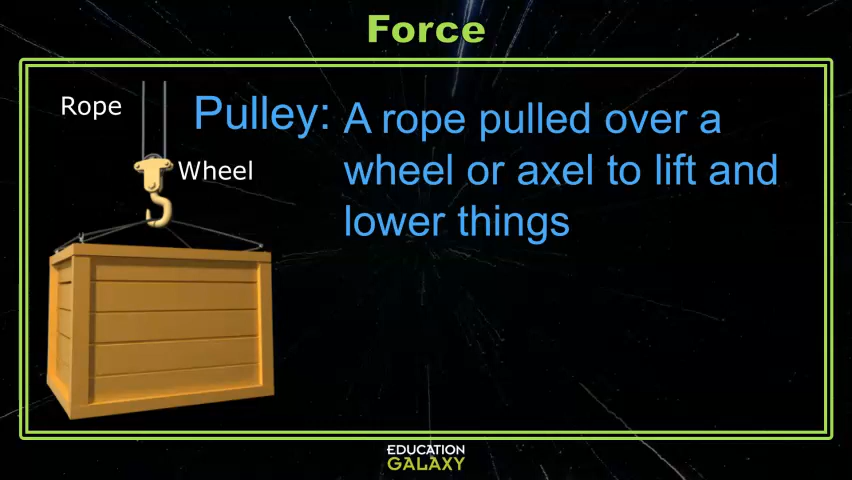 Force
Rope
Pulley:
A rope pulled over a
Wheel
wheel or axel to lift and
lower things
EDUCATION
GALAXY